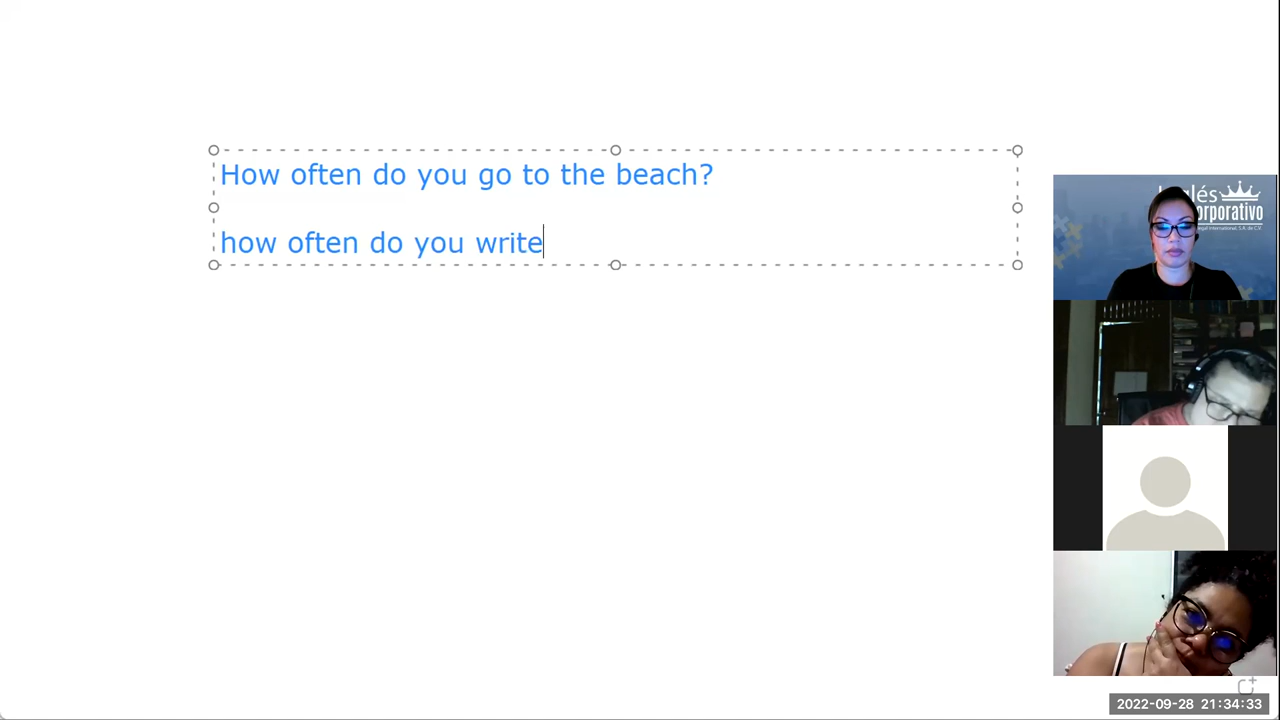 How often do you go to the beach?
how often do you write
Inglés
Corporativo
2022-09-28 21:34:33